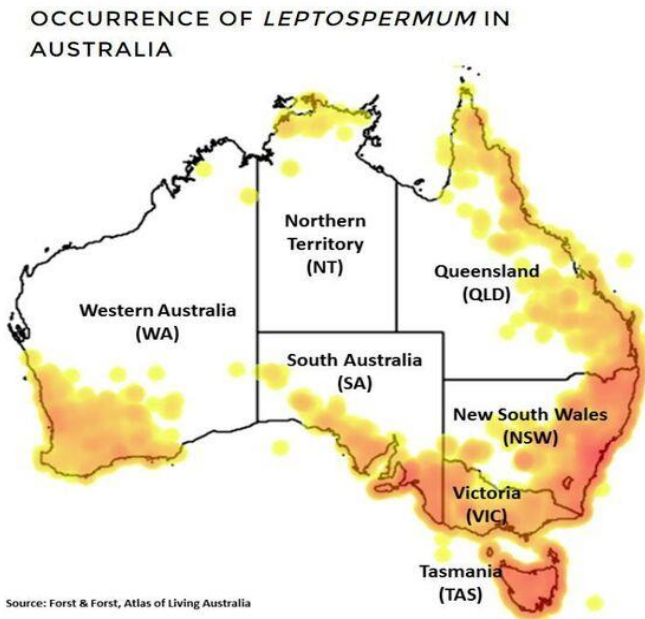 OCCURRENCE OF LEPTOSPERMUM IN
AUSTRALIA
Northern
Territory
(NT)
Queensland
(QLD)
Western Australia
(WA)
South Australia
(SA)
New South Wales
(NSW)
Victoria
(VIC)
Tasmania
(TAS)
Source: Forst & Forst, Atlas of Living Australia